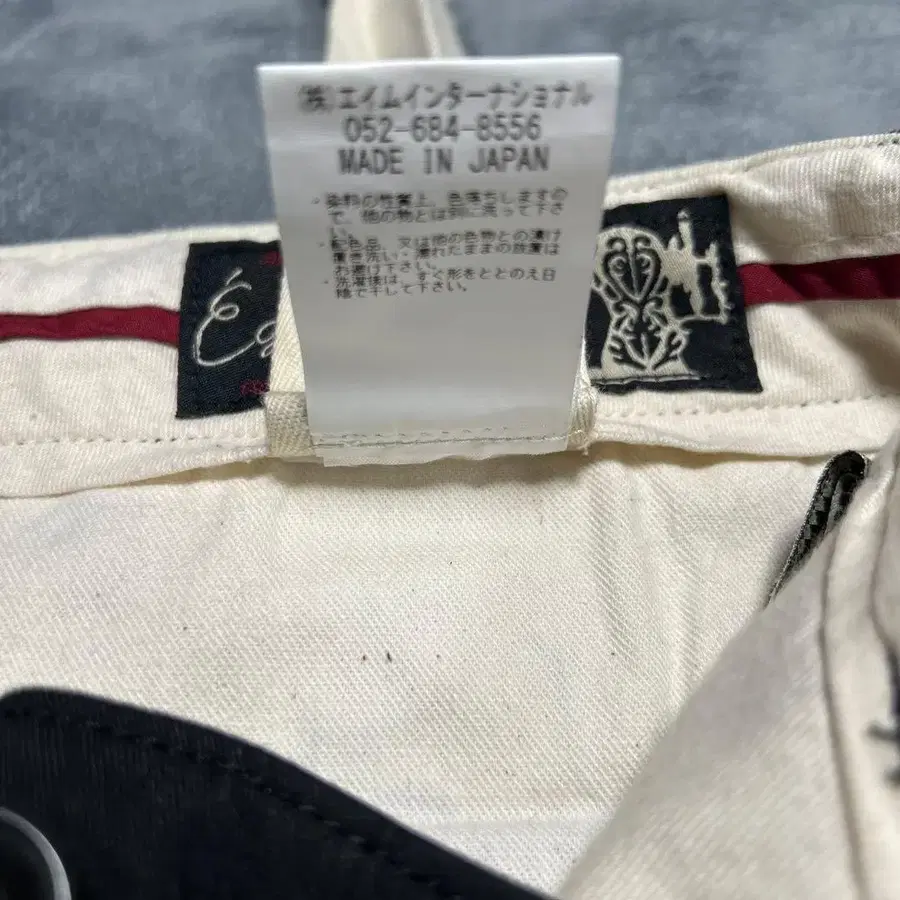 (株)エイムインターナショナル
052-684-8556
MADE IN JAPAN
・染料の性質上、色落ちしますの
で、他の物とは別に洗って下さ
い。
・配色品、又は他の色物との漬け
置き洗い・濡れたままの放置は
お避け下さい。
・洗濯後は、すぐ形をととのえ日
陰で干して下さい。